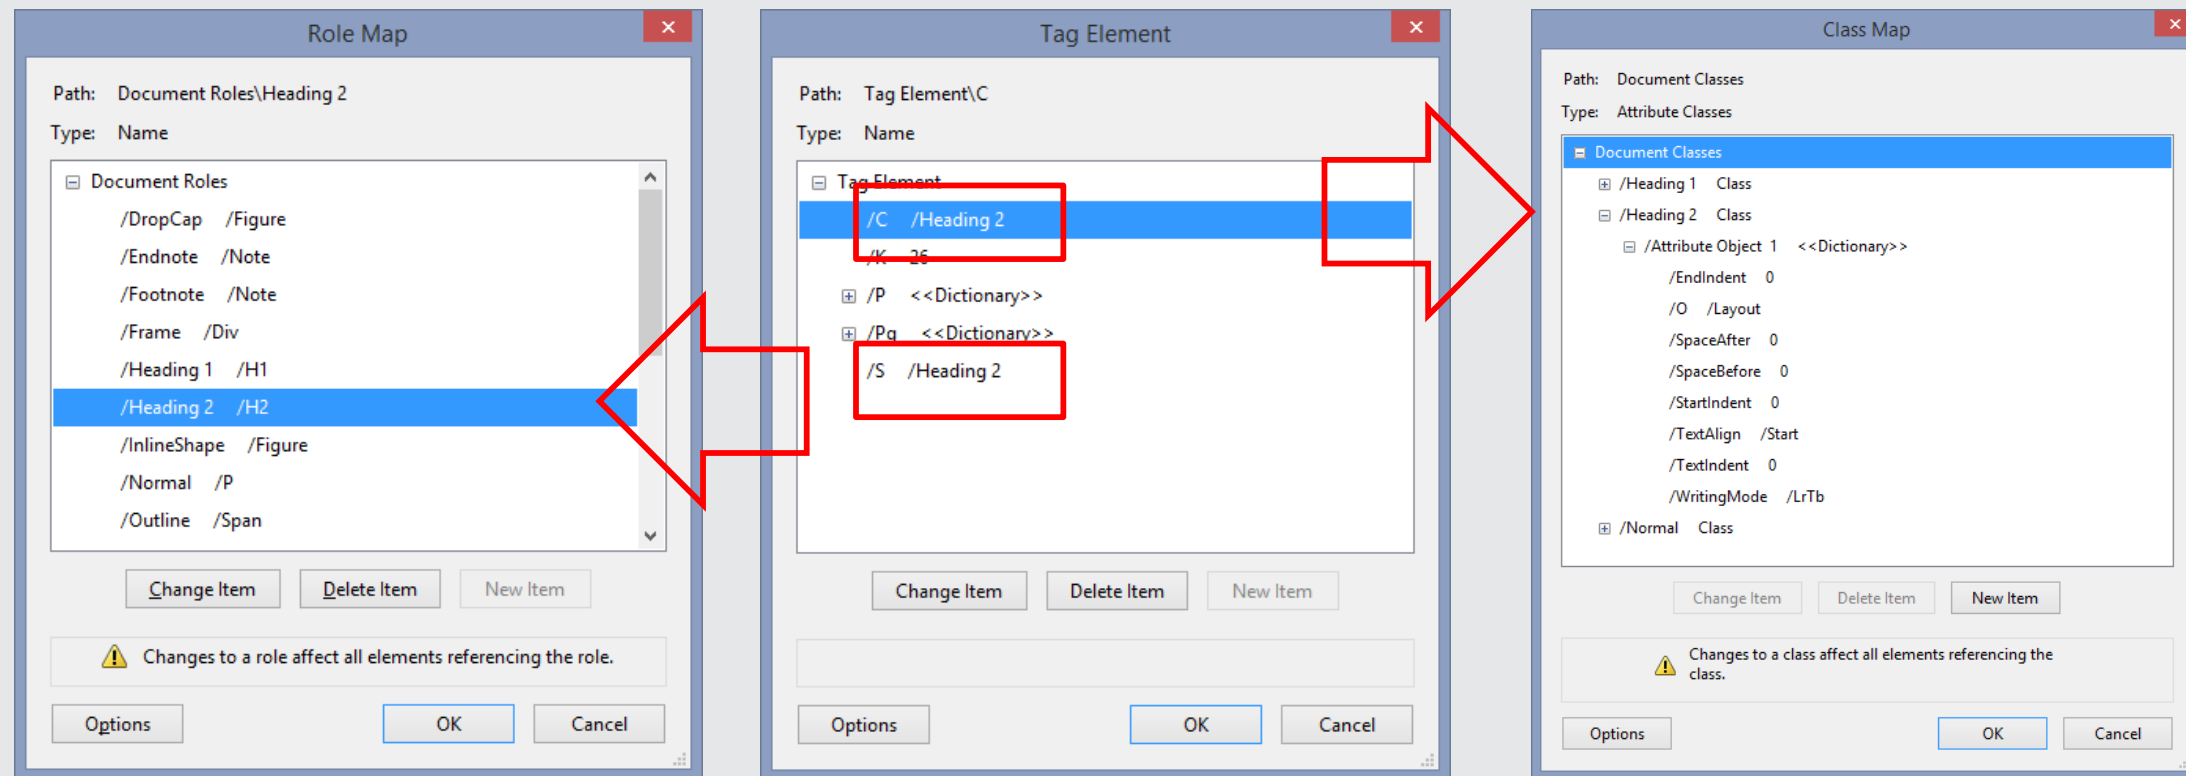 Role Map
Path: Document Roles\Heading 2
Type: Name
Document Roles
/DropCap /Figure
/Endnote /Note
/Footnote /Note
/Frame /Div
/Heading 1 /H1
/Heading 2 /H2
/InlineShape /Figure
/Normal /P
/Outline /Span
Change Item Delete Item New Item
Changes to a role affect all elements referencing the role.
Options OK Cancel
Tag Element
Path: Tag Element\C
Type: Name
Tag Element
/C /Heading 2
/K 26
/P <<Dictionary>>
/Pg <<Dictionary>>
/S /Heading 2
Change Item Delete Item New Item
Options OK Cancel
Class Map
Path: Document Classes
Type: Attribute Classes
Document Classes
/Heading 1 Class
/Heading 2 Class
/Attribute Object 1 <<Dictionary>>
/EndIndent 0
/O /Layout
/SpaceAfter 0
/SpaceBefore 0
/StartIndent 0
/TextAlign /Start
/TextIndent 0
/WritingMode /LrTb
/Normal Class
Change Item Delete Item New Item
Changes to a class affect all elements referencing the
class.
Options OK Cancel